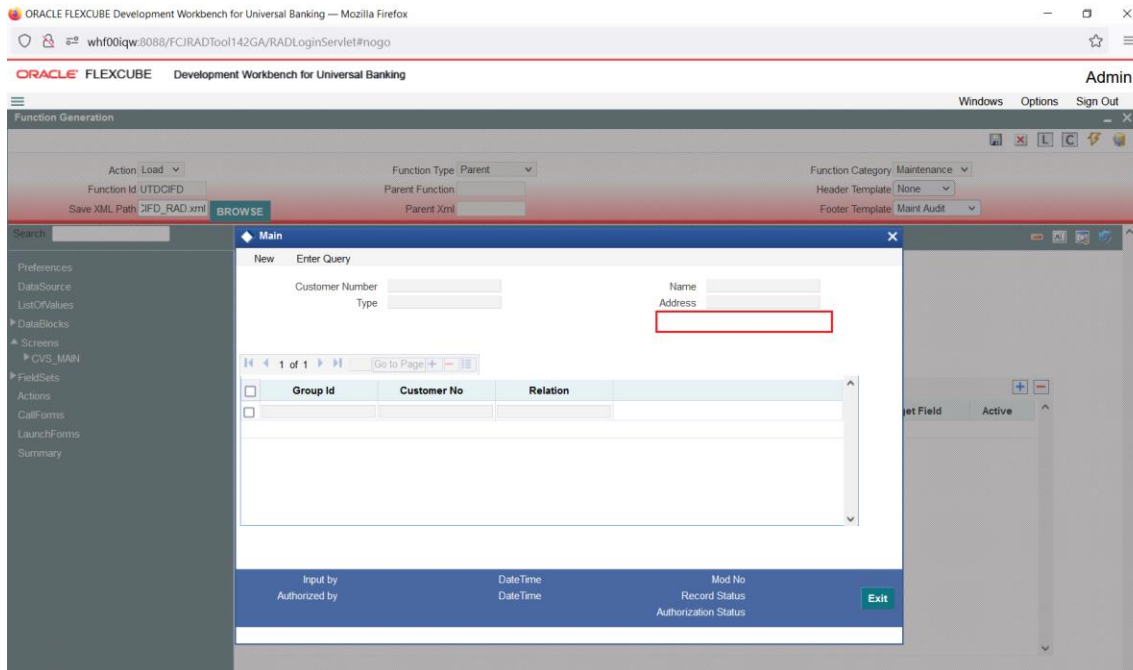 ORACLE FLEXCUBE Development Workbench for Universal Banking — Mozilla Firefox
whf00iqw:8088/FCJRADTool142GA/RADLoginServlet#nogo
ORACLE FLEXCUBE Development Workbench for Universal Banking Admin
Windows Options Sign Out
Function Generation
L C
Action Load Function Type Parent Function Category Maintenance
Function Id UTDCIFD Parent Function Header Template None
Save XML Path CIFD_RAD.xml BROWSE Parent Xml Footer Template Maint Audit
Search Main
New Enter Query
Preferences
Customer Number Name
DataSource
Type Address
ListOfValues
DataBlocks
Screens
CVS_MAIN
1 of 1 Go to Page
FieldSets
Group Id Customer No Relation
Actions
CallForms get Field Active
LaunchForms
Summary
Input by DateTime Mod No
Authorized by DateTime Record Status Exit
Authorization Status